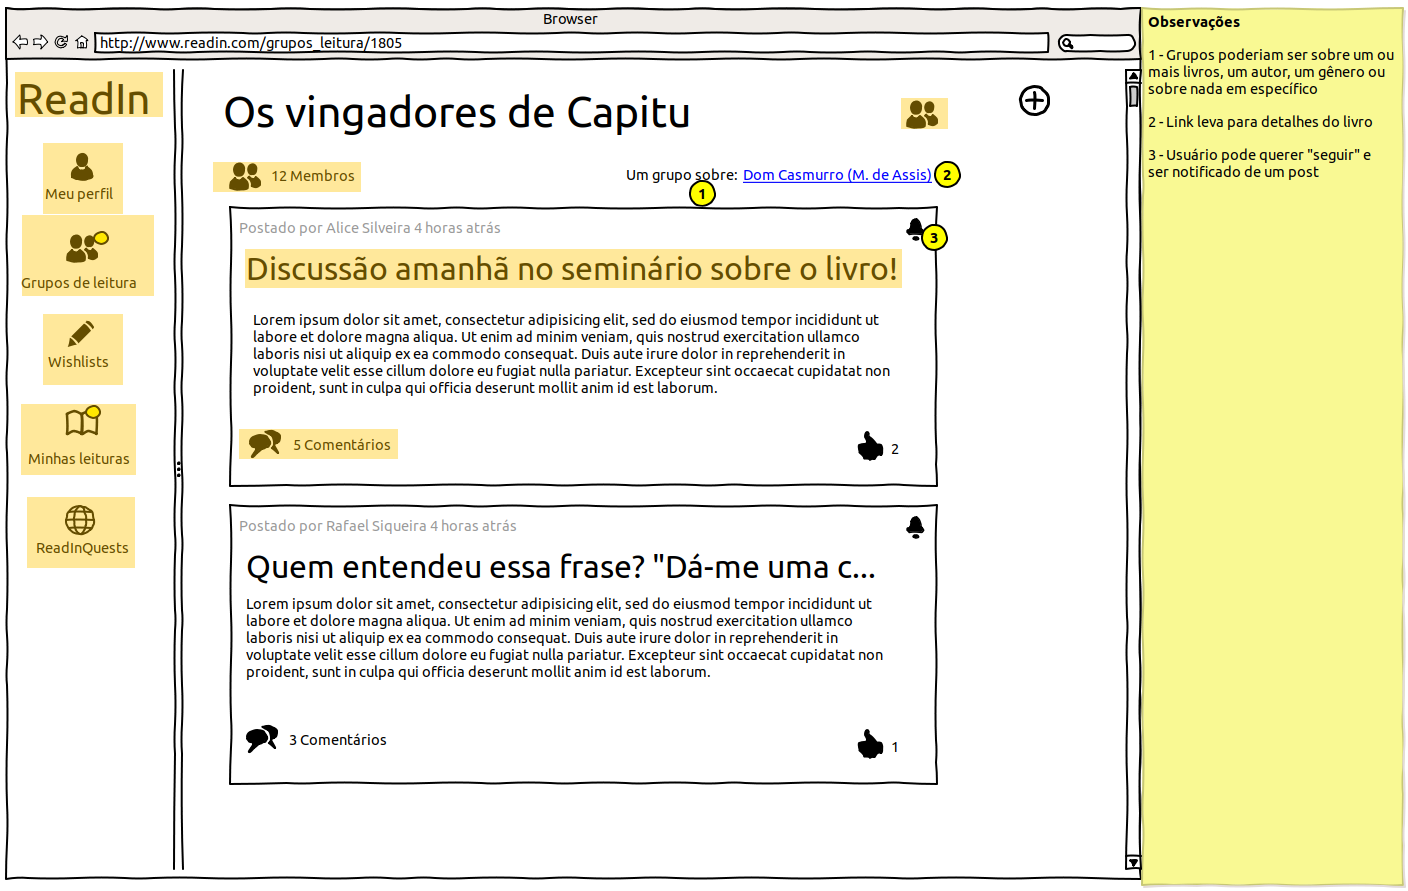 Browser
http://www.readin.com/grupos_leitura/1805
ReadIn
Meu perfil
Grupos de leitura
Wishlists
Minhas leituras
ReadInQuests
Os vingadores de Capitu
12 Membros
Um grupo sobre: Dom Casmurro (M. de Assis)
2
1
Postado por Alice Silveira 4 horas atrás
3
Discussão amanhã no seminário sobre o livro!
Lorem ipsum dolor sit amet, consectetur adipisicing elit, sed do eiusmod tempor incididunt ut
labore et dolore magna aliqua. Ut enim ad minim veniam, quis nostrud exercitation ullamco
laboris nisi ut aliquip ex ea commodo consequat. Duis aute irure dolor in reprehenderit in
voluptate velit esse cillum dolore eu fugiat nulla pariatur. Excepteur sint occaecat cupidatat non
proident, sunt in culpa qui officia deserunt mollit anim id est laborum.
5 Comentários
2
Postado por Rafael Siqueira 4 horas atrás
Quem entendeu essa frase? "Dá-me uma c...
Lorem ipsum dolor sit amet, consectetur adipisicing elit, sed do eiusmod tempor incididunt ut
labore et dolore magna aliqua. Ut enim ad minim veniam, quis nostrud exercitation ullamco
laboris nisi ut aliquip ex ea commodo consequat. Duis aute irure dolor in reprehenderit in
voluptate velit esse cillum dolore eu fugiat nulla pariatur. Excepteur sint occaecat cupidatat non
proident, sunt in culpa qui officia deserunt mollit anim id est laborum.
3 Comentários
1
Observações
1 - Grupos poderiam ser sobre um ou
mais livros, um autor, um gênero ou
sobre nada em específico
2 - Link leva para detalhes do livro
3 - Usuário pode querer "seguir" e
ser notificado de um post